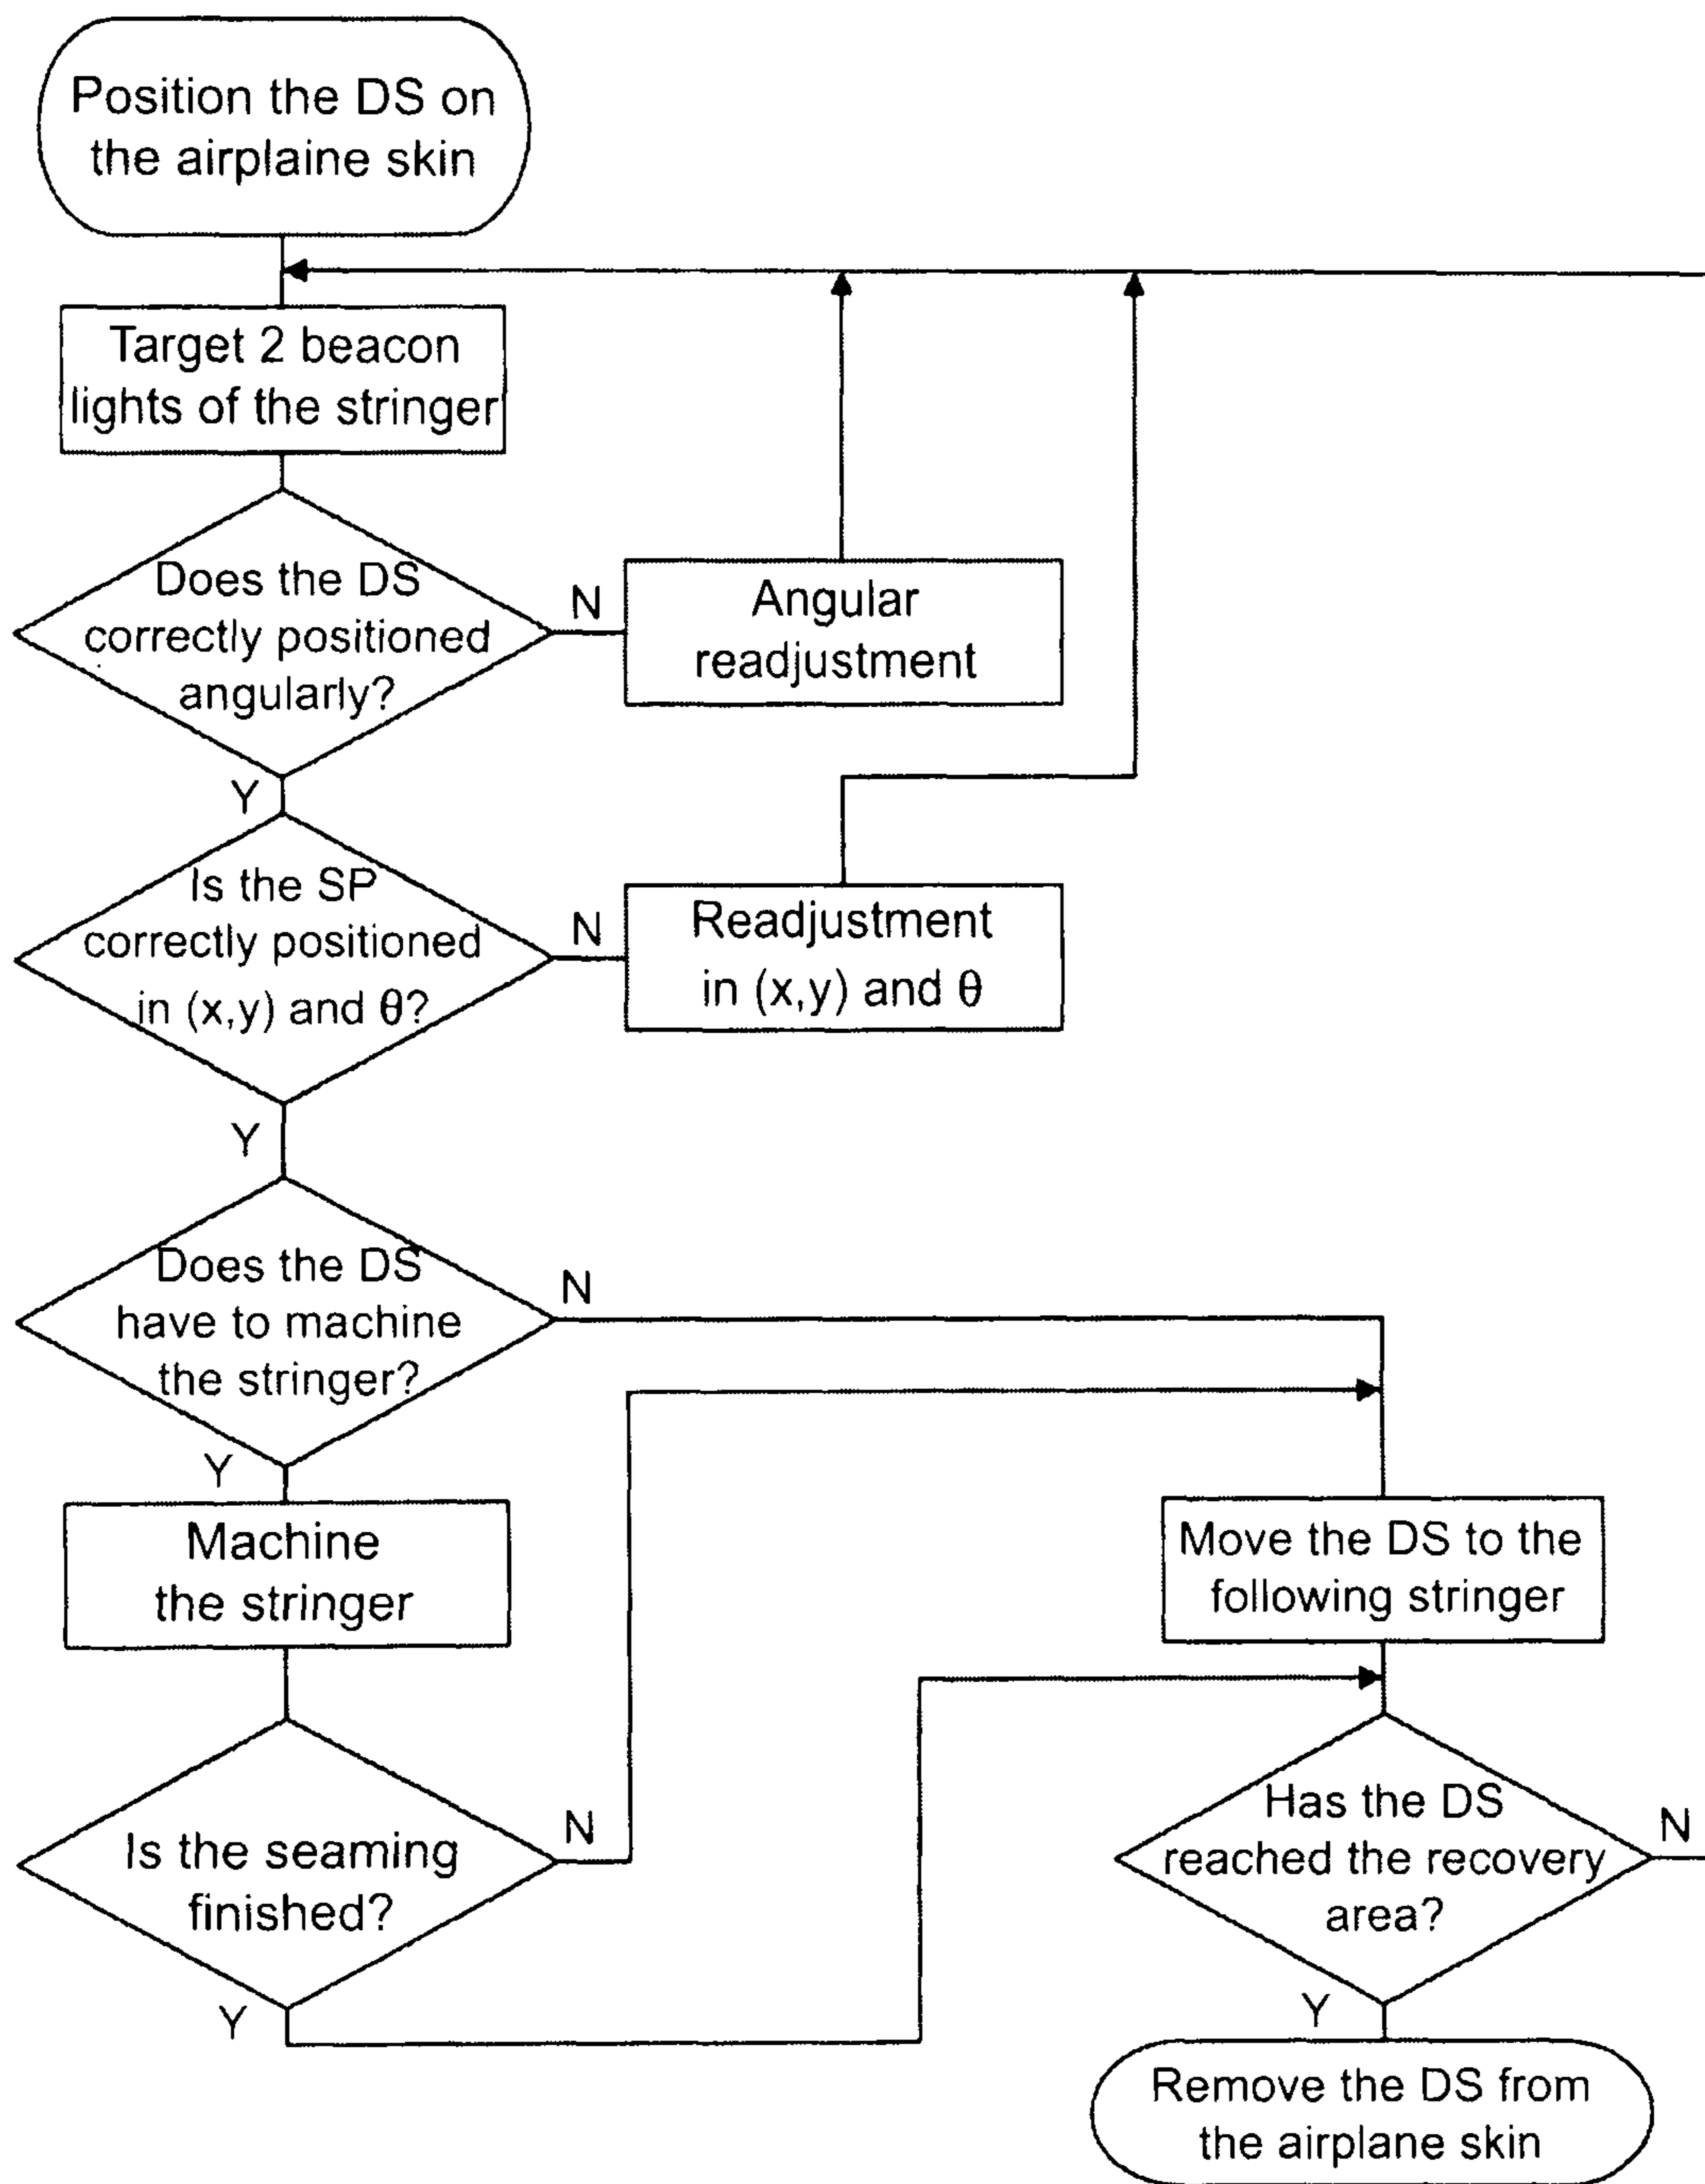 Position the DS on
the airplaine skin
Target 2 beacon
lights of the stringer
Does the DS
correctly positioned
angularly?
N
Angular
readjustment
Y
Is the SP
correctly positioned
in (x,y) and θ?
N
Readjustment
in (x,y) and θ
Y
Does the DS
have to machine
the stringer?
N
Y
Machine
the stringer
Move the DS to the
following stringer
Is the seaming
finished?
N
Y
Has the DS
reached the recovery
area?
N
Y
Remove the DS from
the airplane skin